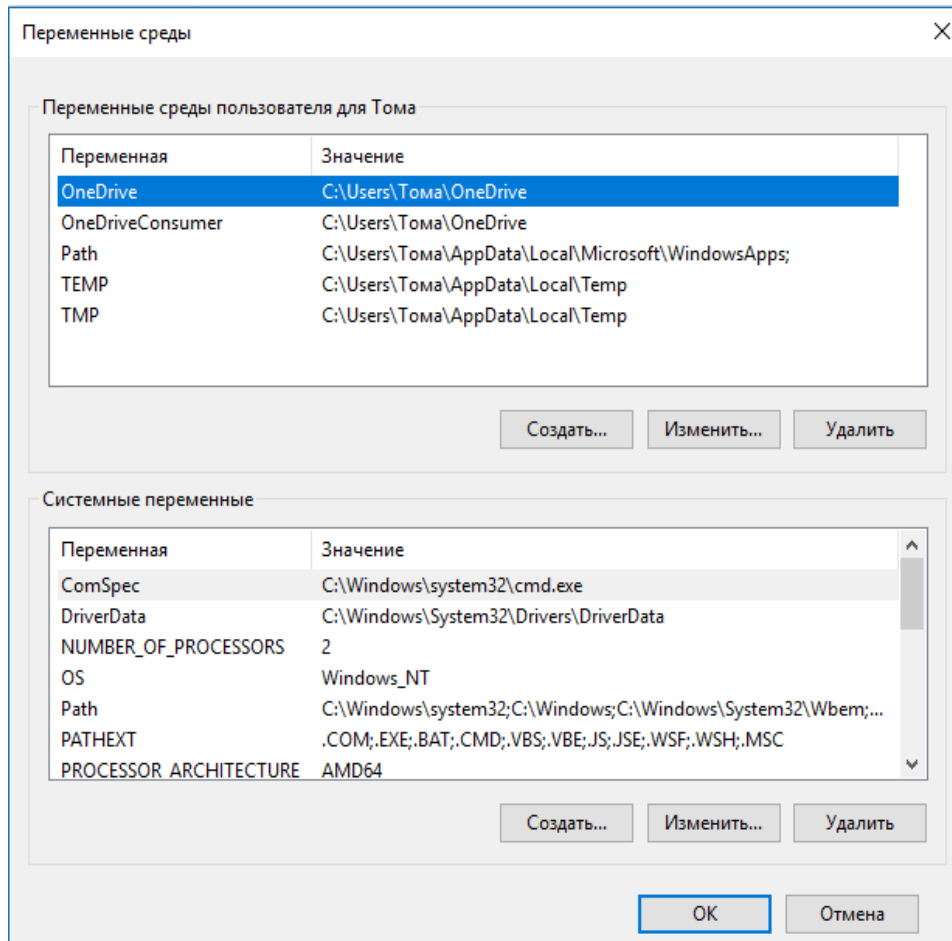 Переменные среды
Переменные среды пользователя для Тома
Переменная Значение
OneDrive C:\Users\Тома\OneDrive
OneDriveConsumer C:\Users\Тома\OneDrive
Path C:\Users\Тома\AppData\Local\Microsoft\WindowsApps;
TEMP C:\Users\Тома\AppData\Local\Temp
TMP C:\Users\Тома\AppData\Local\Temp
Создать... Изменить... Удалить
Системные переменные
Переменная Значение
ComSpec C:\Windows\system32\cmd.exe
DriverData C:\Windows\System32\Drivers\DriverData
NUMBER_OF_PROCESSORS 2
OS Windows_NT
Path C:\Windows\system32;C:\Windows;C:\Windows\System32\Wbem;...
PATHEXT .COM;.EXE;.BAT;.CMD;.VBS;.VBE;.JS;.JSE;.WSF;.WSH;.MSC
PROCESSOR_ARCHITECTURE AMD64
Создать... Изменить... Удалить
ОК Отмена